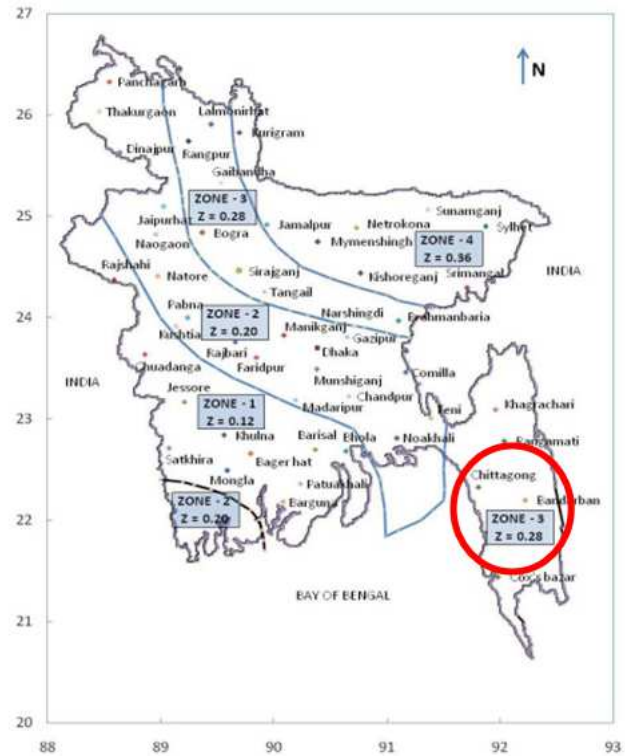 27
N
Panchagarh
26
Thakurgaon
Lalmonirhat
Kurigram
Dinajpur
Rangpur
Gaibandha
ZONE - 3
Z = 0.28
Sunamganj
25
Jaipurhat
Bogra
Jamalpur
Netrokona
Sylhet
Naogaon
Mymensingh
ZONE - 4
Z = 0.36
Rajshahi
Natore
Sirajganj
Kishoreganj
Srimangal
INDIA
Tangail
Pabna
ZONE - 2
Z = 0.20
Narshingdi
Brahmanbaria
24
Kushtia
Manikganj
Gazipur
Rajbari
Dhaka
INDIA
Chuadanga
Faridpur
Comilla
Munshiganj
Jessore
Chandpur
Khagrachari
ZONE - 1
Z = 0.12
Madaripur
Feni
23
Khulna
Barisal
Bhola
Noakhali
Rangamati
Satkhira
Bagerhat
Mongla
Patuakhali
Chittagong
ZONE - 2
Z = 0.20
Barguna
Bandarban
22
ZONE - 3
Z = 0.28
Cox's bazar
BAY OF BENGAL
21
20
88
89
90
91
92
93